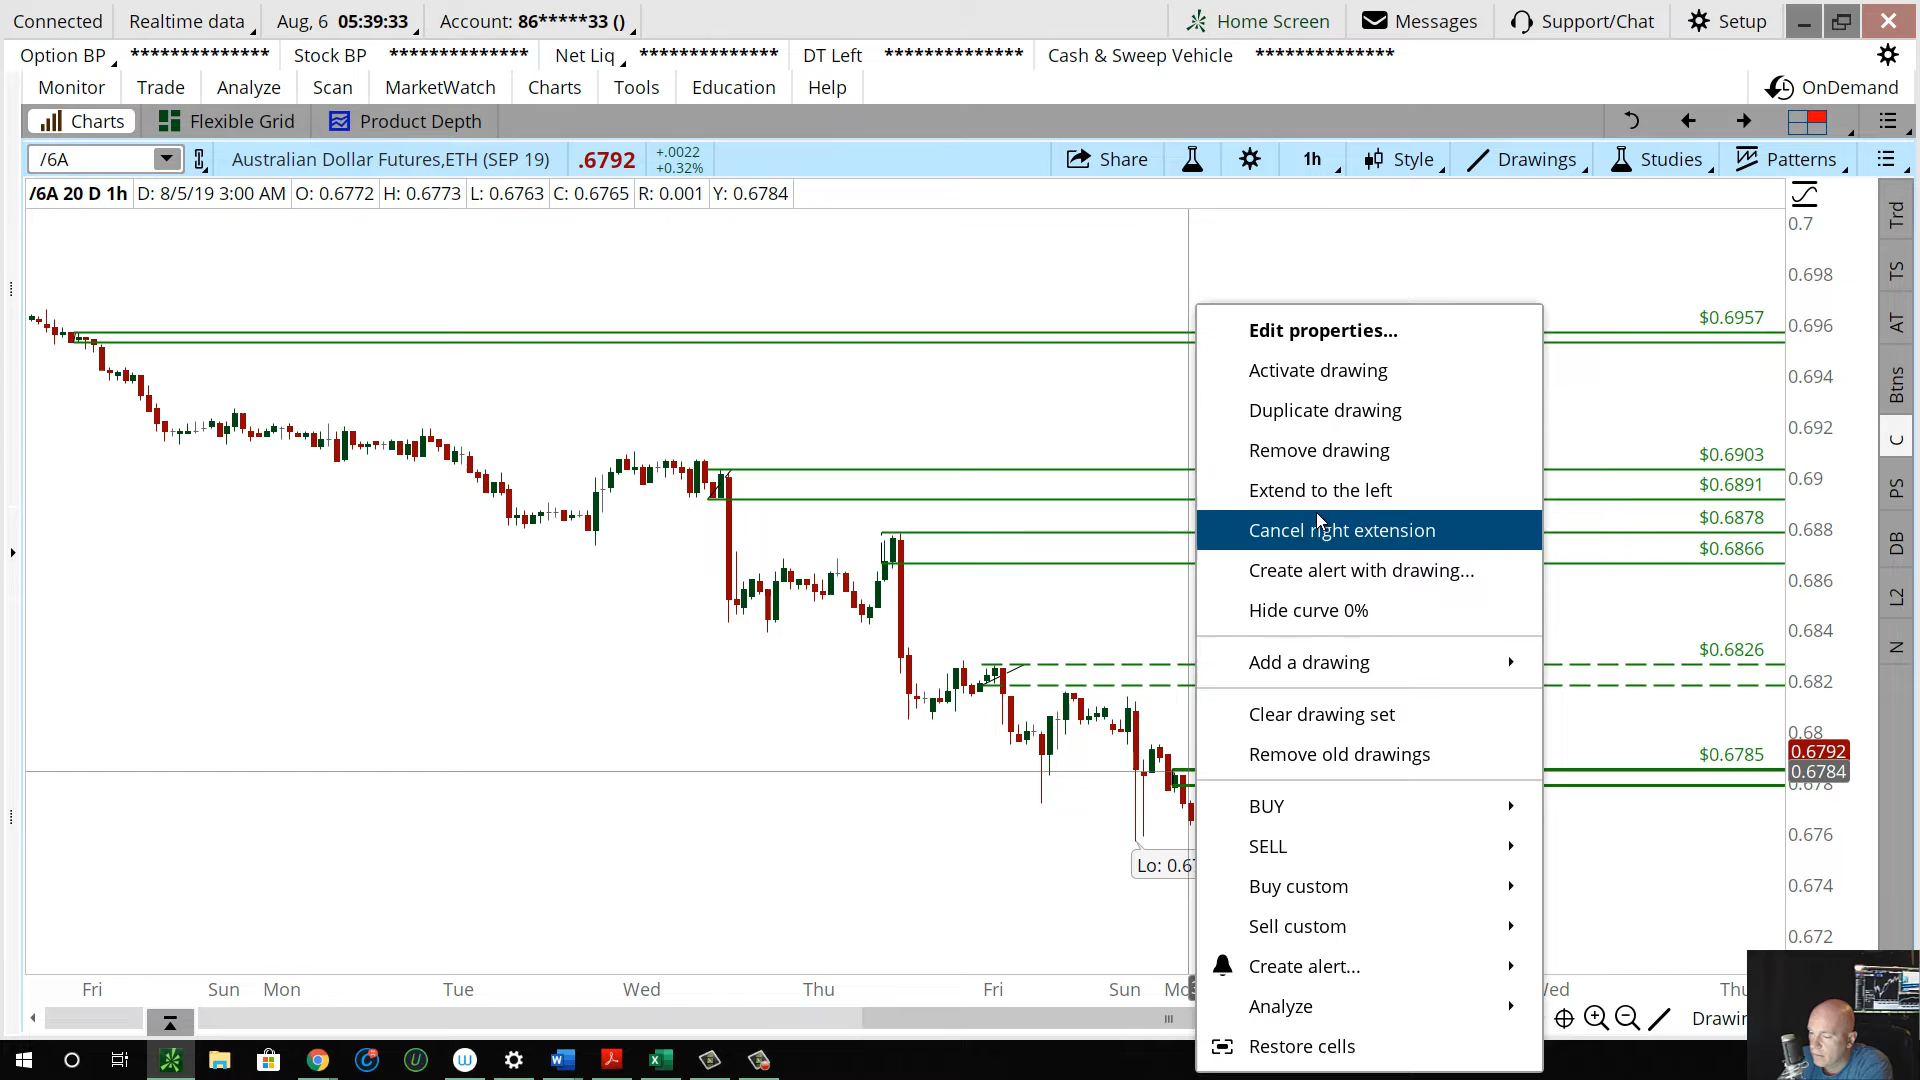 Connected Realtime data Aug, 6 05:39:33 Account: 86*****33 () Home Screen Messages Support/Chat Setup
Option BP ************** Stock BP ************** Net Liq ************** DT Left ************** Cash & Sweep Vehicle **************
Monitor Trade Analyze Scan MarketWatch Charts Tools Education Help OnDemand
Charts Flexible Grid Product Depth
/6A Australian Dollar Futures,ETH (SEP 19) .6792 +.0022 +0.32% Share 1h Style Drawings Studies Patterns
/6A 20 D 1h D: 8/5/19 3:00 AM O: 0.6772 H: 0.6773 L: 0.6763 C: 0.6765 R: 0.001 Y: 0.6784
Trd
TS
AT
Btns
C
PS
DB
L2
N
0.7
0.698
$0.6957
0.696
0.694
0.692
$0.6903
0.69
$0.6891
$0.6878
0.688
$0.6866
0.686
0.684
$0.6826
0.682
0.68
$0.6785
0.6792
0.6784
0.678
0.676
0.674
0.672
Edit properties...
Activate drawing
Duplicate drawing
Remove drawing
Extend to the left
Cancel right extension
Create alert with drawing...
Hide curve 0%
Add a drawing
Clear drawing set
Remove old drawings
BUY
SELL
Buy custom
Sell custom
Create alert...
Analyze
Restore cells
Lo: 0.67
Fri Sun Mon Tue Wed Thu Fri Sun Mo Wed Thu
Drawin